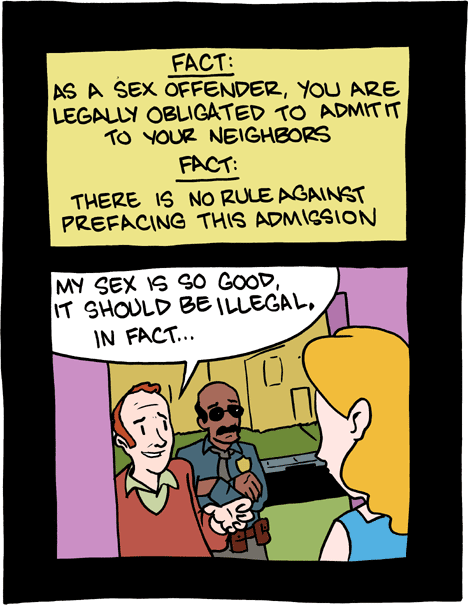 FACT:
AS A SEX OFFENDER, YOU ARE
LEGALLY OBLIGATED TO ADMIT IT
TO YOUR NEIGHBORS
FACT:
THERE IS NO RULE AGAINST
PREFACING THIS ADMISSION
MY SEX IS SO GOOD,
IT SHOULD BE ILLEGAL.
IN FACT...